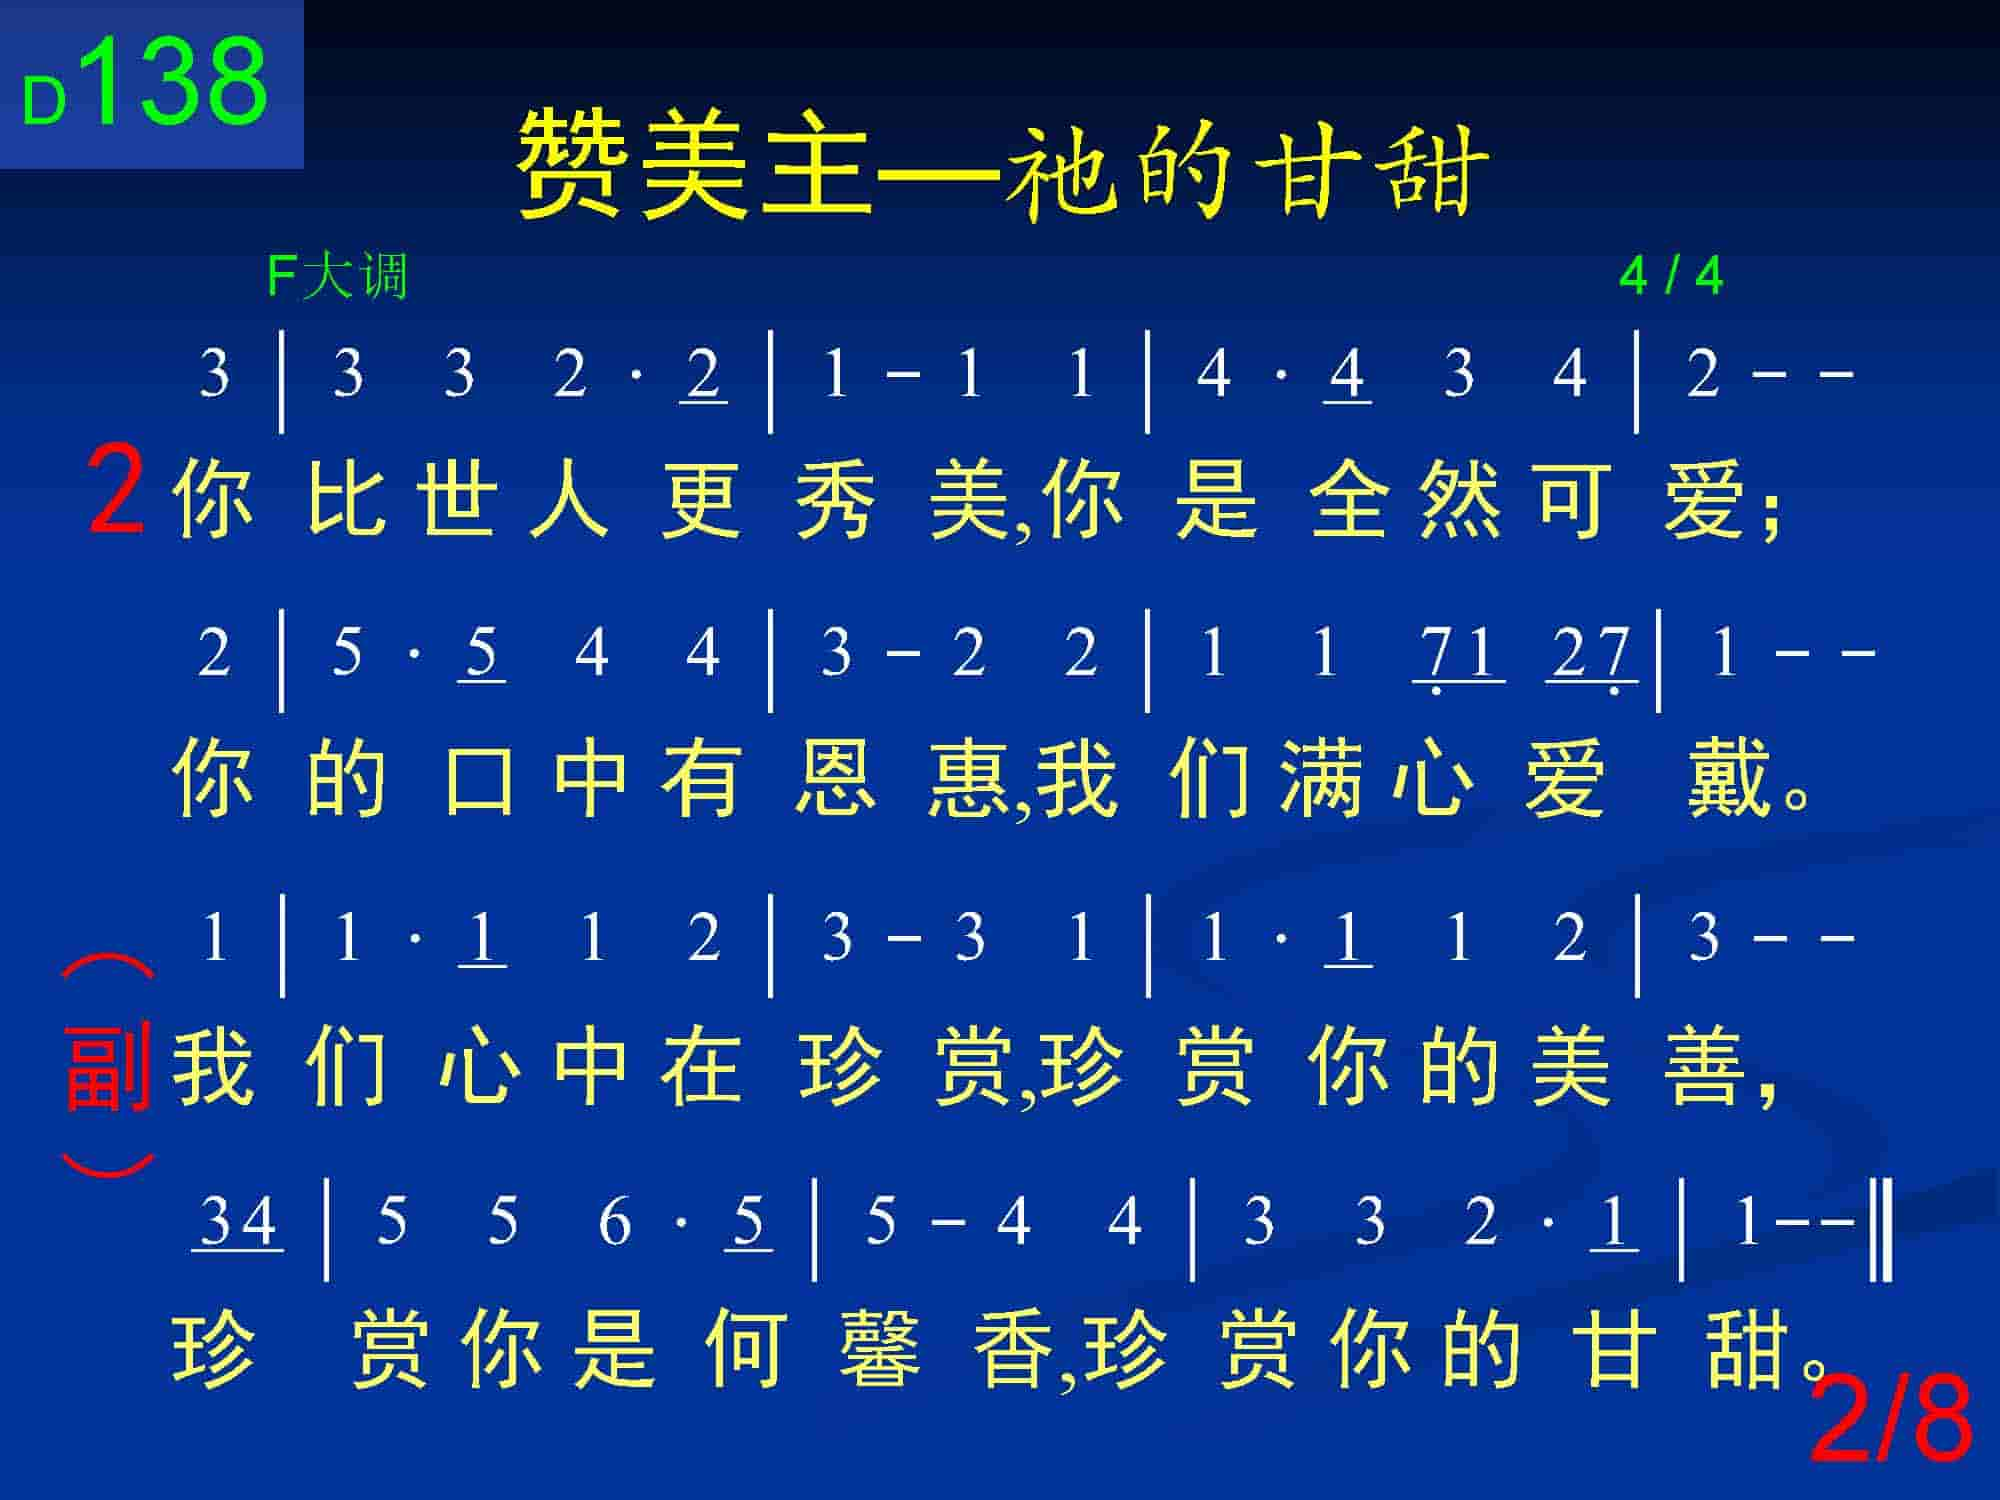 D138
赞美主—祂的甘甜
F大调 4 / 4
3 | 3 3 2 · 2 | 1 - 1 1 | 4 · 4 3 4 | 2 - -
2 你 比 世 人 更 秀 美,你 是 全 然 可 爱；
2 | 5 · 5 4 4 | 3 - 2 2 | 1 1 7̣1 27̣ | 1 - -
你 的 口 中 有 恩 惠,我 们 满 心 爱 戴。
1 | 1 · 1 1 2 | 3 - 3 1 | 1 · 1 1 2 | 3 - -
（副）我 们 心 中 在 珍 赏,珍 赏 你 的 美 善，
34 | 5 5 6 · 5 | 5 - 4 4 | 3 3 2 · 1 | 1 - - ‖
珍 赏 你 是 何 馨 香,珍 赏 你 的 甘 甜。
2/8